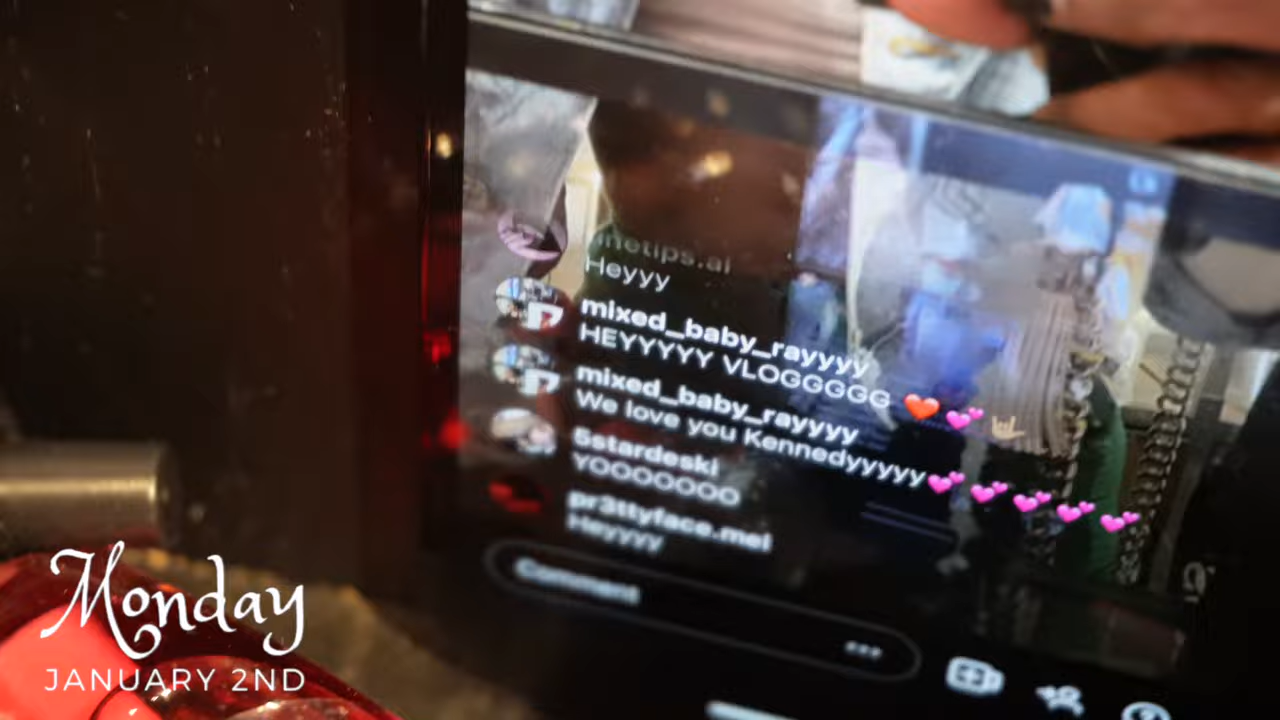 Heyyy
mixed_baby_rayyyy
HEYYYYY VLOGGGGG ❤️ 💕 🤟🏼
mixed_baby_rayyyy
We love you Kennedyyyyy💕 💕 💕 💕 💕
5stardeski
YOOOOOOO
pr3ttyface.mel
Heyyyy
Comment
Monday
JANUARY 2ND